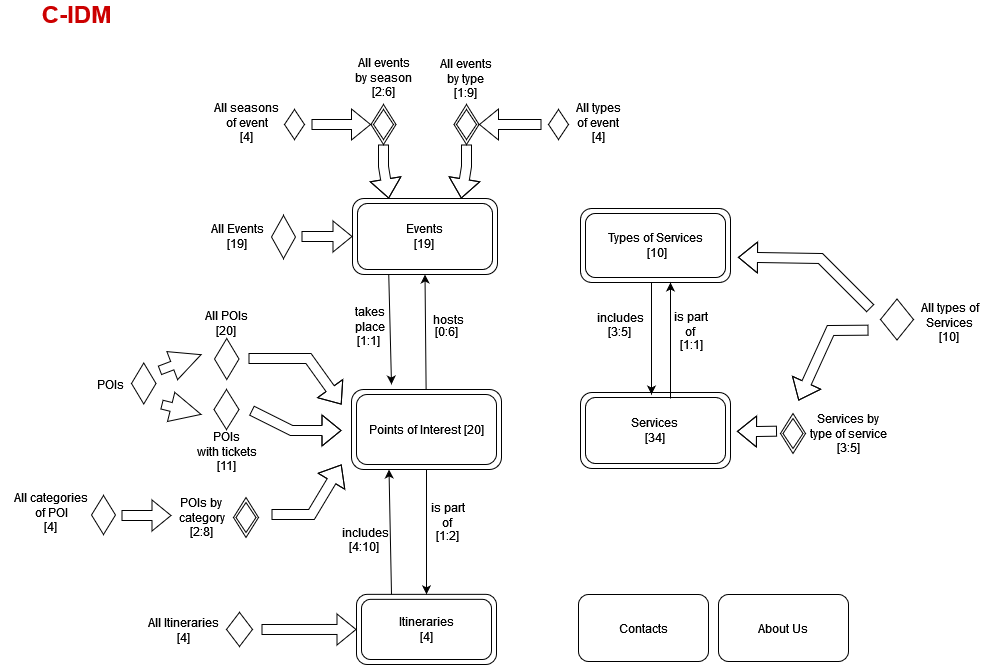 C-IDM
All events
by season
[2:6]
All events
by type
[1:9]
All seasons
of event
[4]
All types
of event
[4]
All Events
[19]
Events
[19]
Types of Services
[10]
takes
place
[1:1]
hosts
[0:6]
includes
[3:5]
is part
of
[1:1]
All types of
Services
[10]
All POIs
[20]
POIs
POIs
with tickets
[11]
Points of Interest [20]
Services
[34]
Services by
type of service
[3:5]
All categories
of POI
[4]
POIs by
category
[2:8]
includes
[4:10]
is part
of
[1:2]
All Itineraries
[4]
Itineraries
[4]
Contacts
About Us